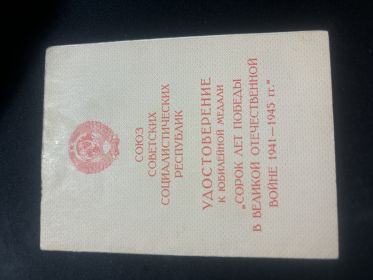 СОЮЗ
СОВЕТСКИХ
СОЦИАЛИСТИЧЕСКИХ
РЕСПУБЛИК
УДОСТОВЕРЕНИЕ
К ЮБИЛЕЙНОЙ МЕДАЛИ
„СОРОК ЛЕТ ПОБЕДЫ
В ВЕЛИКОЙ ОТЕЧЕСТВЕННОЙ
ВОЙНЕ 1941—1945 гг."